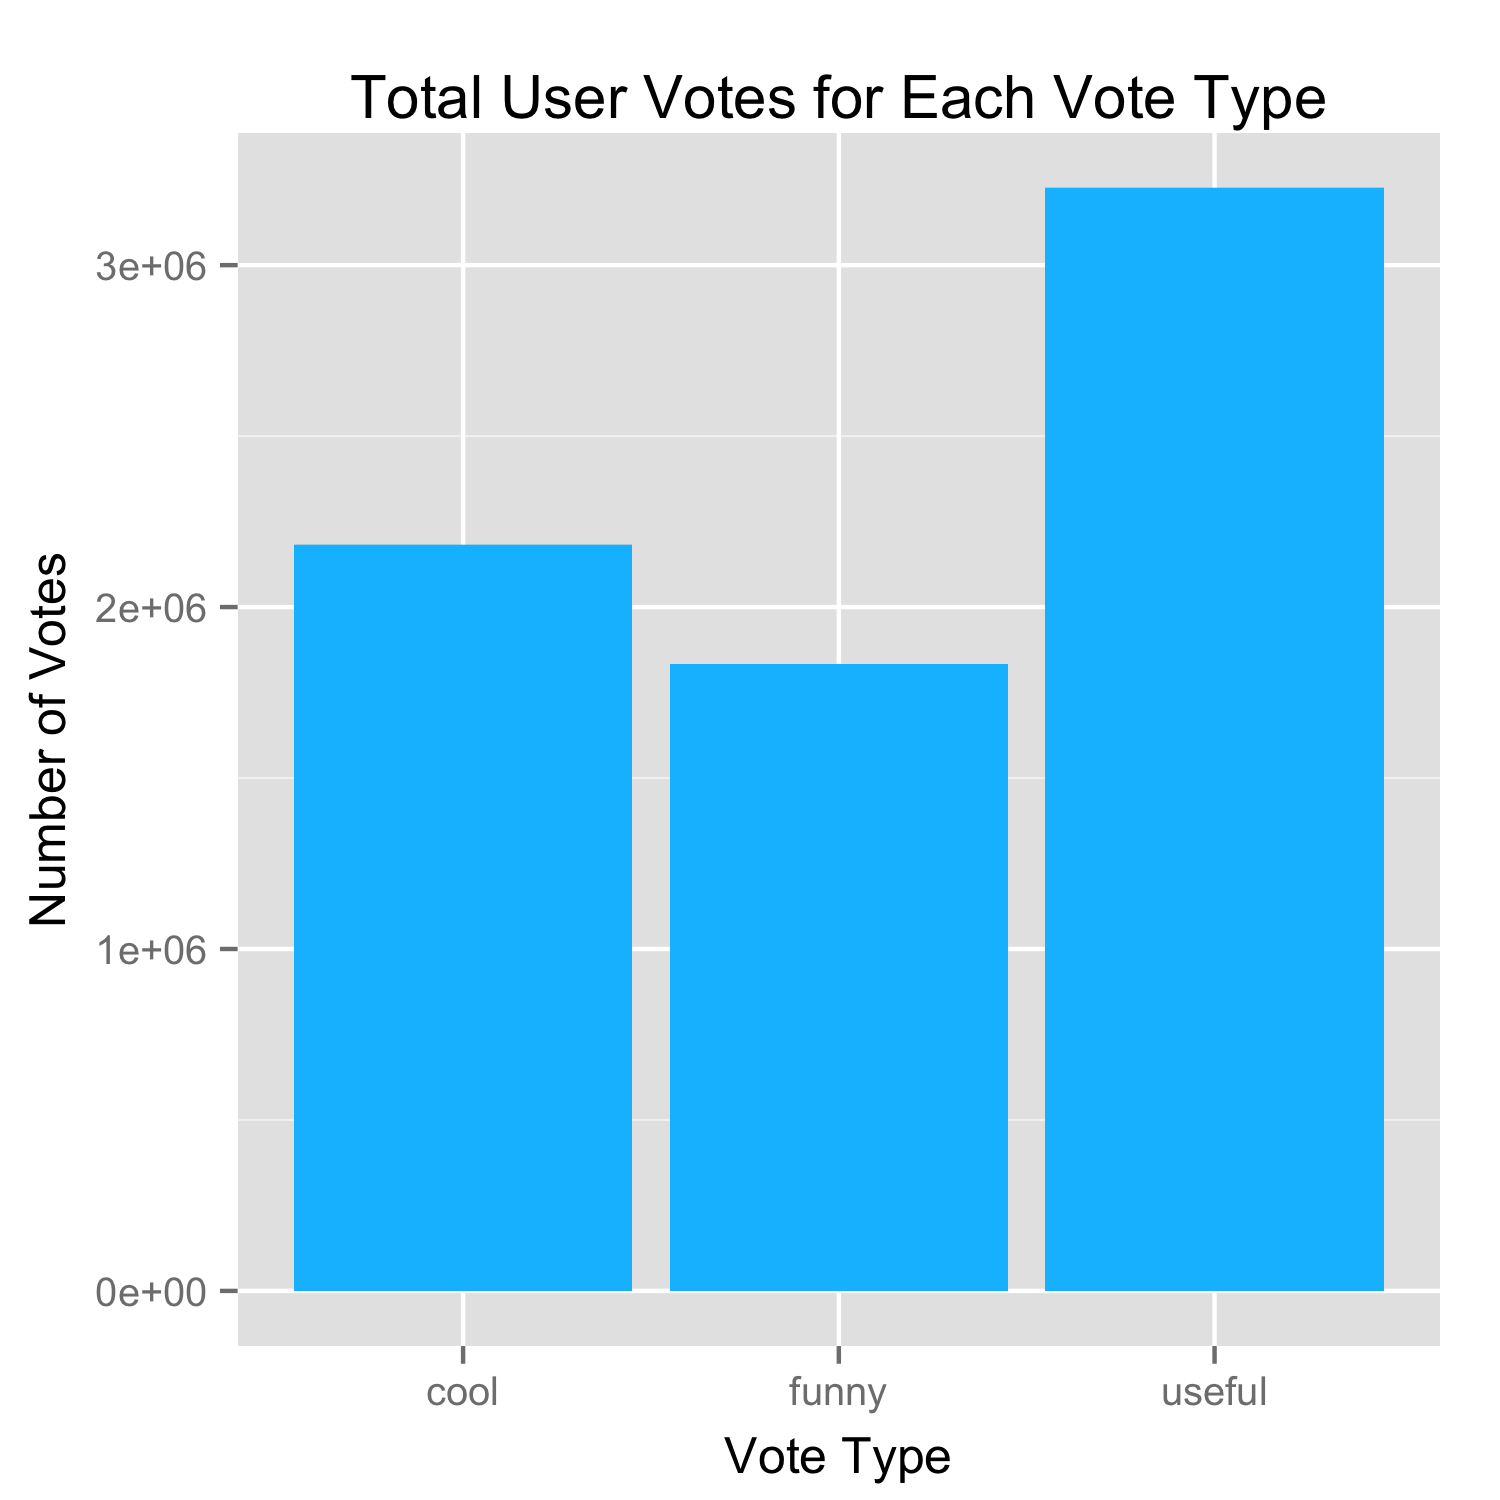 Total User Votes for Each Vote Type
Number of Votes
3e+06
2e+06
1e+06
0e+00
cool
funny
useful
Vote Type